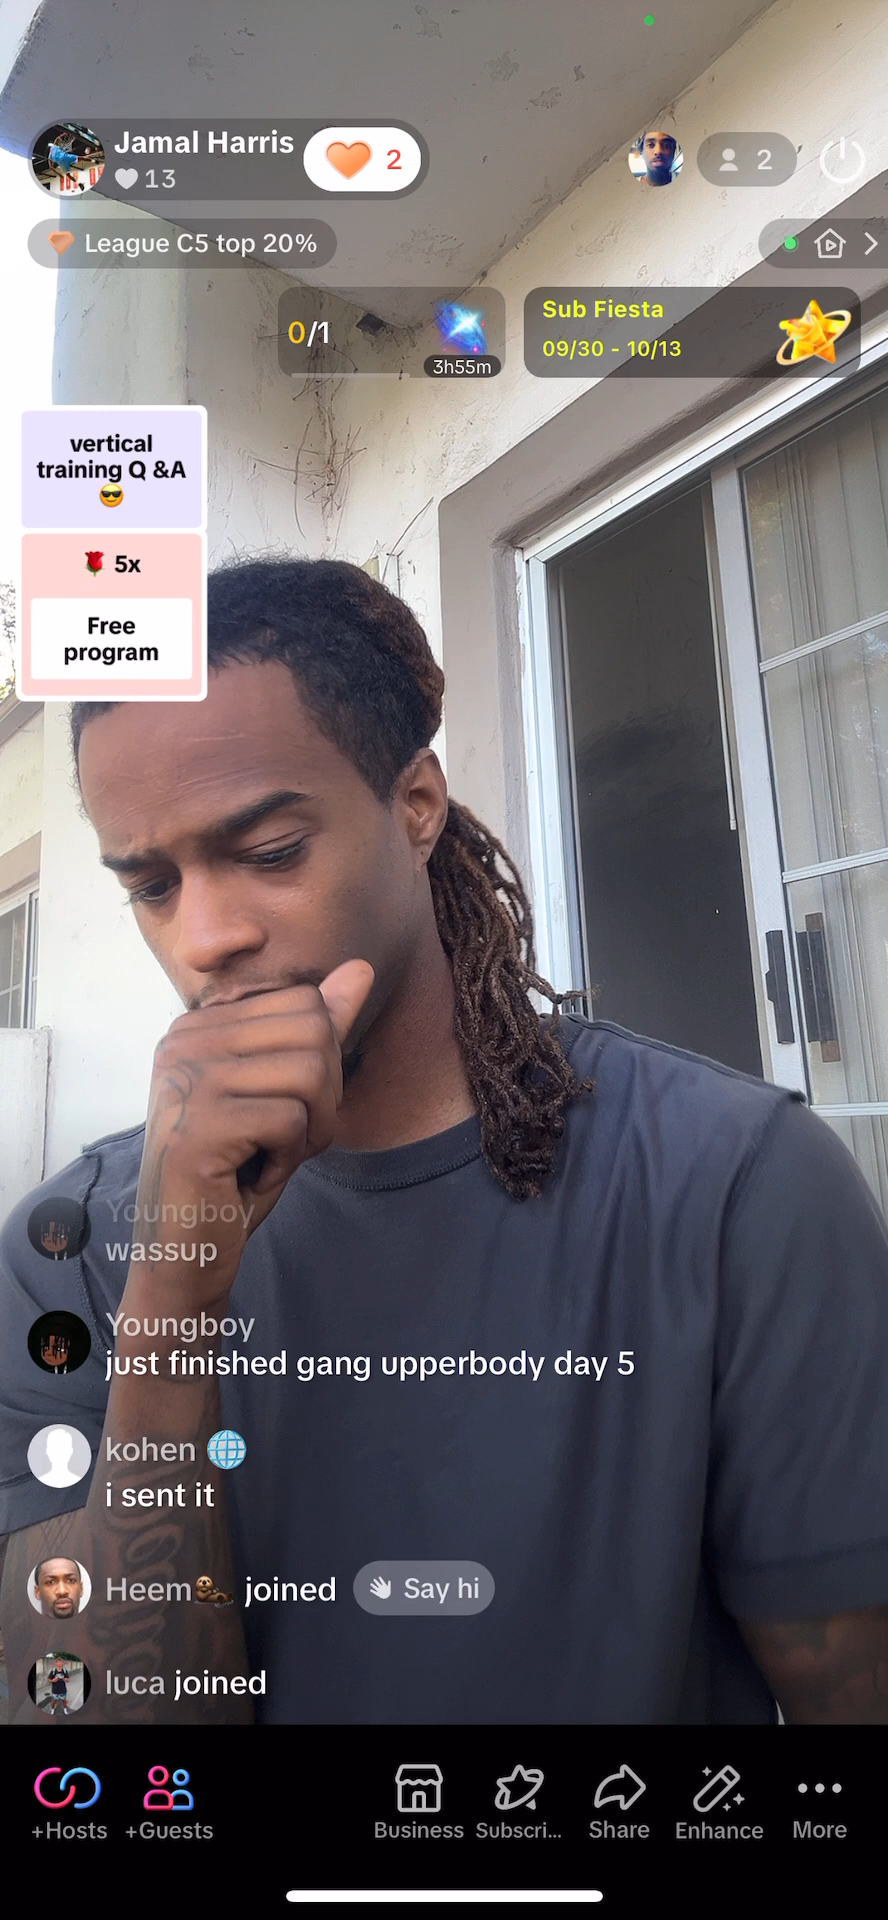 Jamal Harris
2
13
2
League C5 top 20%
0/1
3h55m
Sub Fiesta
09/30 - 10/13
vertical
training Q &A
😎
🌹 5x
Free
program
Youngboy
wassup
Youngboy
just finished gang upperbody day 5
kohen 🌐
i sent it
Heem🦦 joined
👋 Say hi
luca joined
+Hosts
+Guests
Business
Subscri...
Share
Enhance
More